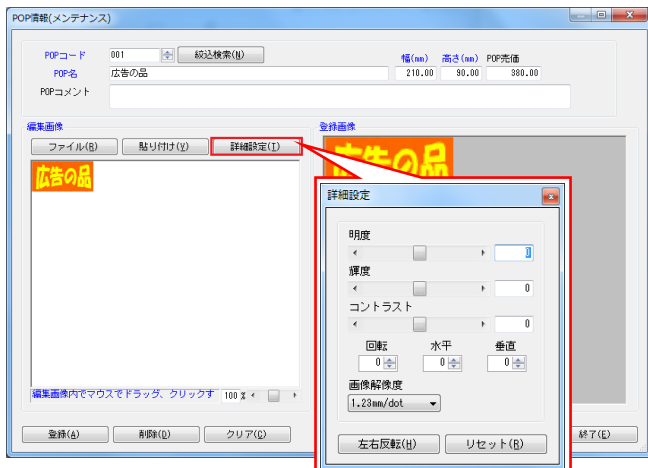 POP情報(メンテナンス)
POPコード 001 絞込検索(N)
幅(mm) 高さ(mm) POP売価
POP名 広告の品 210.00 90.00 380.00
POPコメント
編集画像
ファイル(R) 貼り付け(V) 詳細設定(I)
広告の品
編集画像内でマウスでドラッグ、クリックす 100 %
登録画像
広告の品
詳細設定
明度
0
輝度
0
コントラスト
0
回転 水平 垂直
0 0 0
画像解像度
1.23mm/dot
左右反転(H) リセット(R)
登録(A) 削除(D) クリア(C) 終了(E)